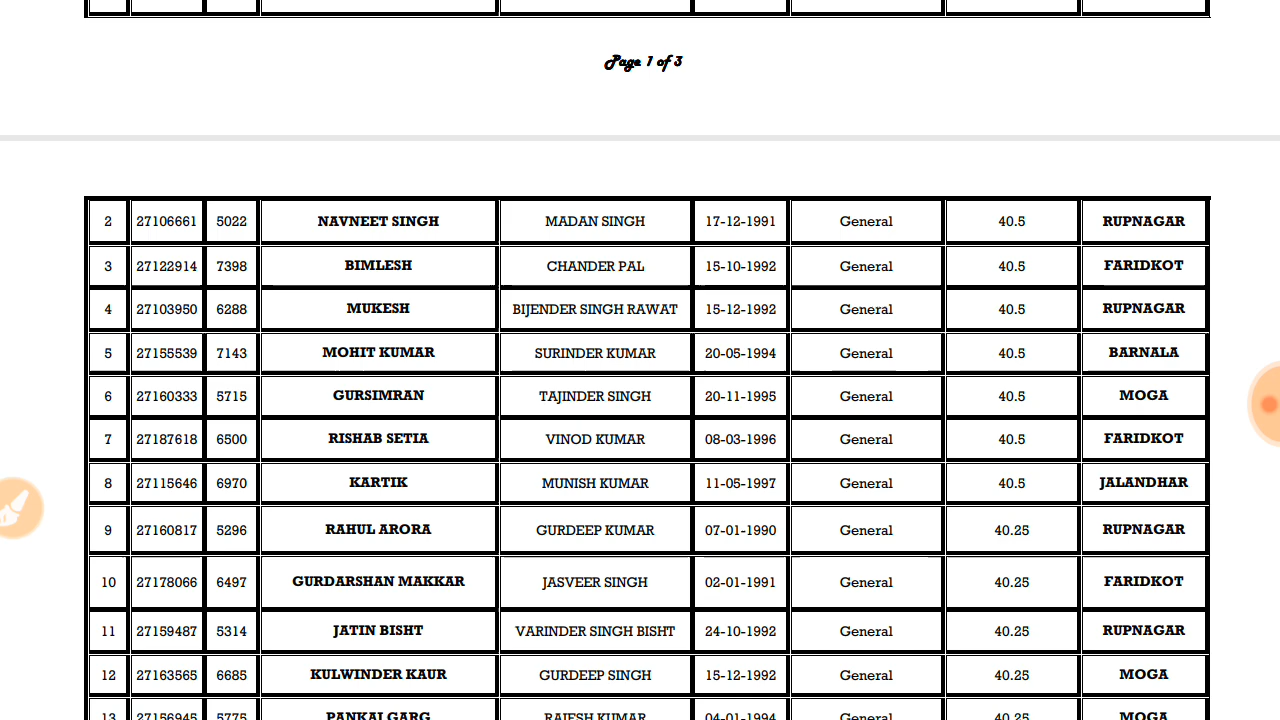 Page 1 of 3
2 27106661 5022 NAVNEET SINGH MADAN SINGH 17-12-1991 General 40.5 RUPNAGAR
3 27122914 7398 BIMLESH CHANDER PAL 15-10-1992 General 40.5 FARIDKOT
4 27103950 6288 MUKESH BIJENDER SINGH RAWAT 15-12-1992 General 40.5 RUPNAGAR
5 27155539 7143 MOHIT KUMAR SURINDER KUMAR 20-05-1994 General 40.5 BARNALA
6 27160333 5715 GURSIMRAN TAJINDER SINGH 20-11-1995 General 40.5 MOGA
7 27187618 6500 RISHAB SETIA VINOD KUMAR 08-03-1996 General 40.5 FARIDKOT
8 27115646 6970 KARTIK MUNISH KUMAR 11-05-1997 General 40.5 JALANDHAR
9 27160817 5296 RAHUL ARORA GURDEEP KUMAR 07-01-1990 General 40.25 RUPNAGAR
10 27178066 6497 GURDARSHAN MAKKAR JASVEER SINGH 02-01-1991 General 40.25 FARIDKOT
11 27159487 5314 JATIN BISHT VARINDER SINGH BISHT 24-10-1992 General 40.25 RUPNAGAR
12 27163565 6685 KULWINDER KAUR GURDEEP SINGH 15-12-1992 General 40.25 MOGA
13 27156945 5775 PANKAJ GARG RAJESH KUMAR 04-01-1994 General 40.25 MOGA